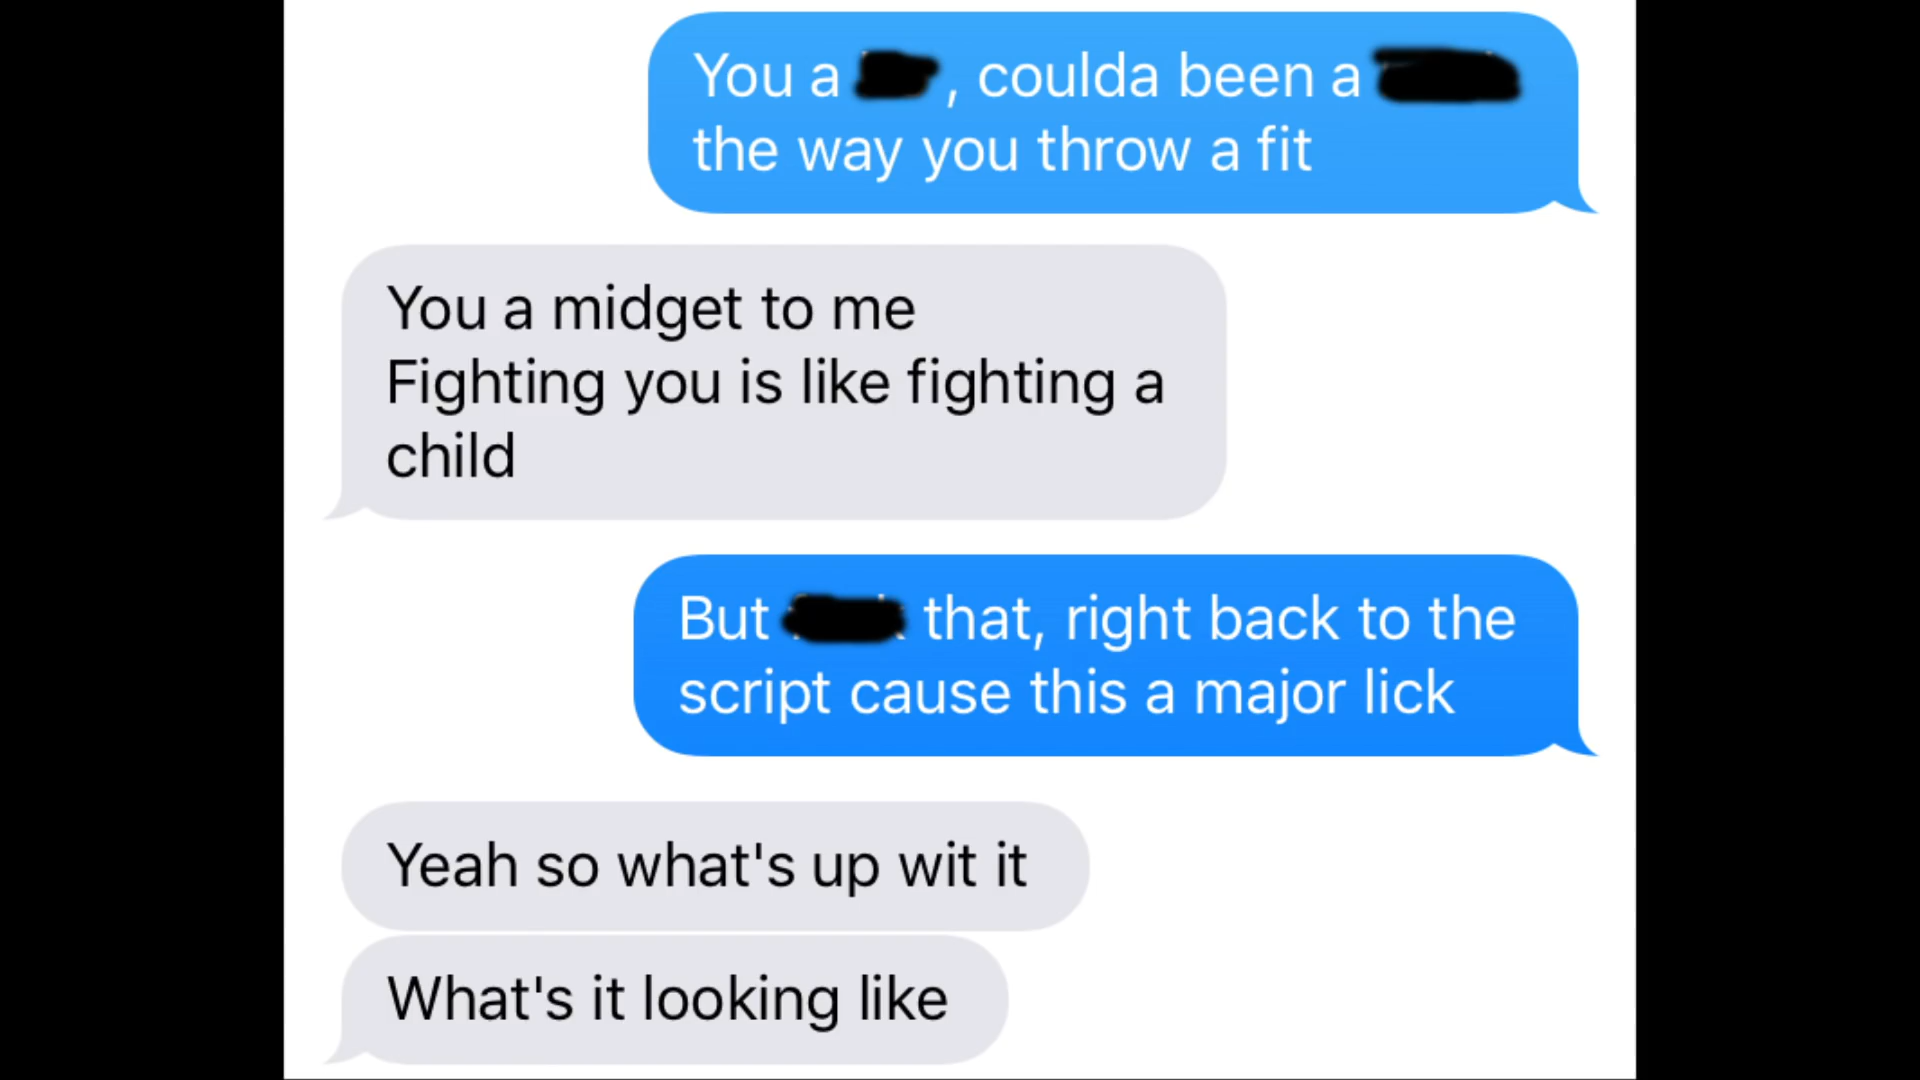 You a , coulda been a
the way you throw a fit
You a midget to me
Fighting you is like fighting a
child
But that, right back to the
script cause this a major lick
Yeah so what's up wit it
What's it looking like